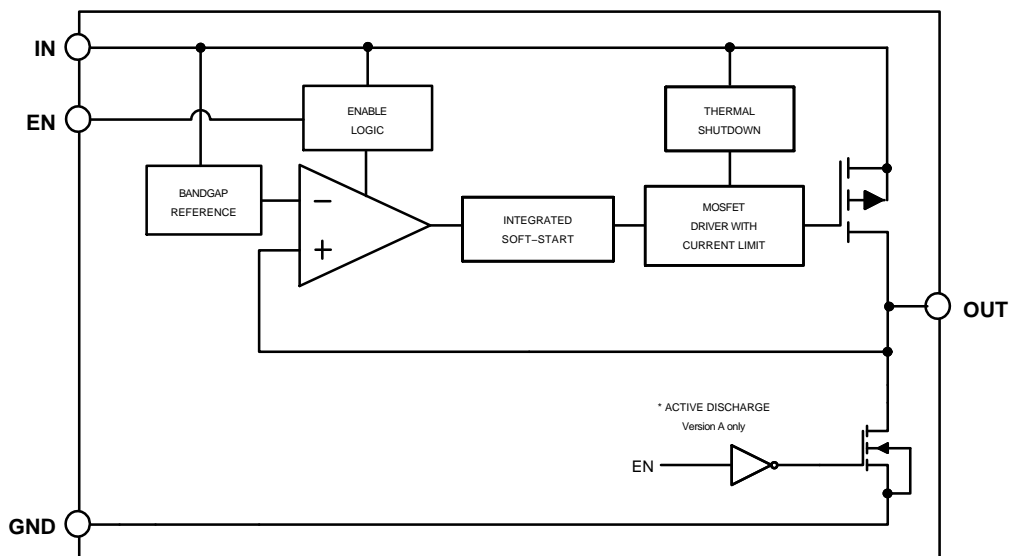 IN
EN
ENABLE
LOGIC
THERMAL
SHUTDOWN
BANDGAP
REFERENCE
−
+
INTEGRATED
SOFT−START
MOSFET
DRIVER WITH
CURRENT LIMIT
OUT
* ACTIVE DISCHARGE
Version A only
EN
GND